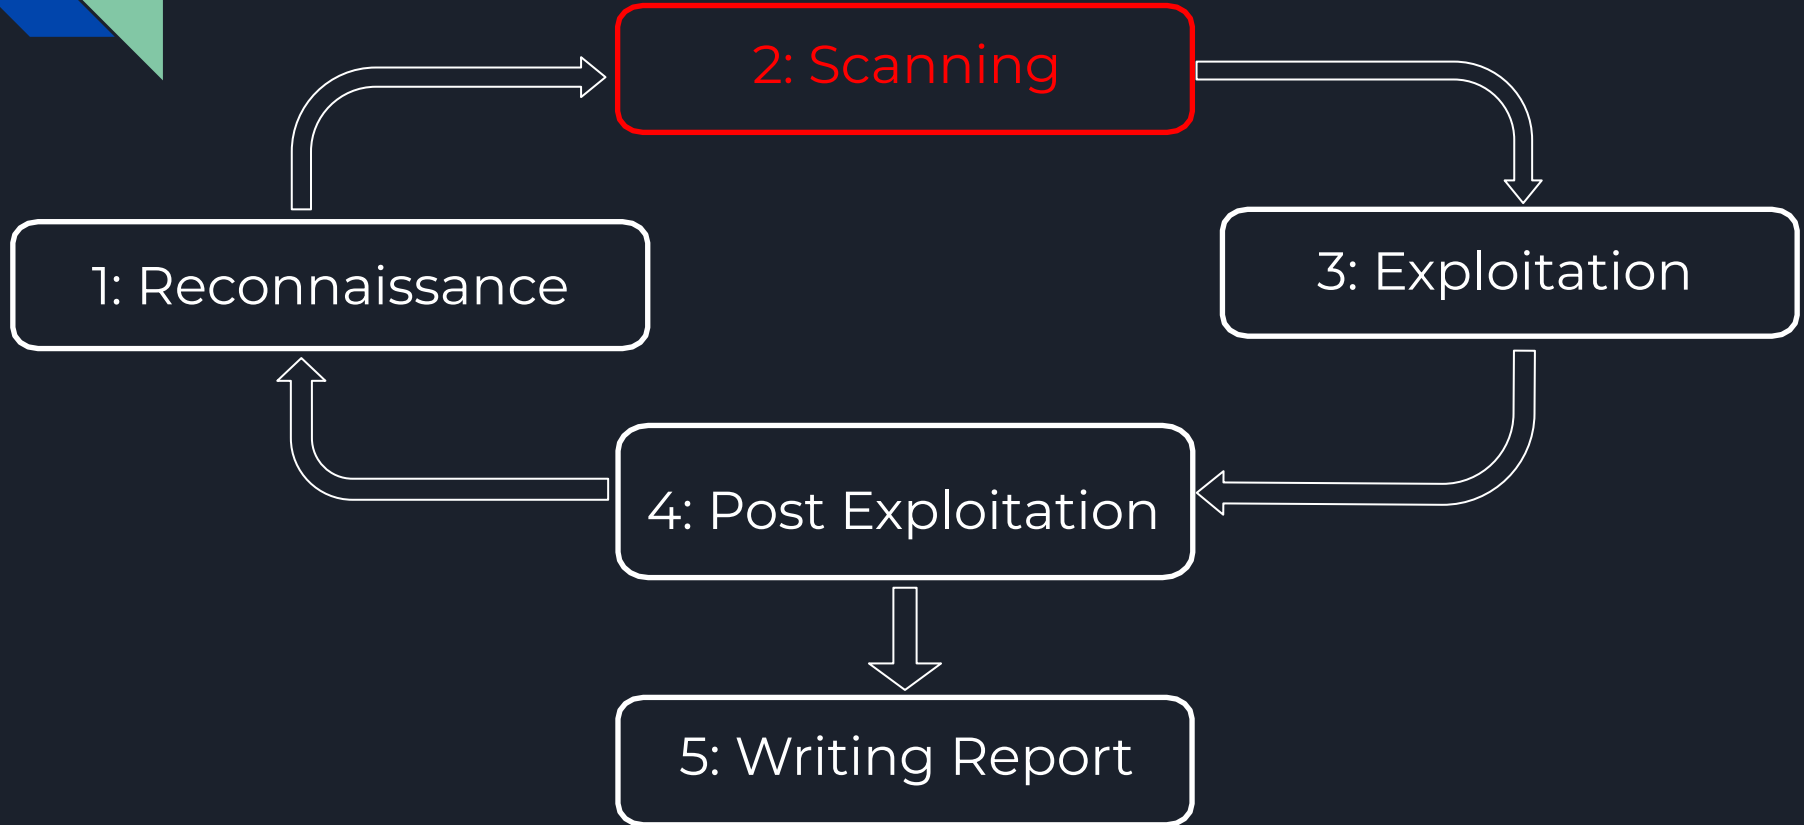 2: Scanning
1: Reconnaissance
3: Exploitation
4: Post Exploitation
5: Writing Report